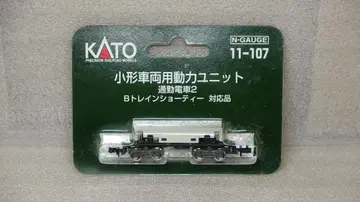 KATO
PRECISION RAILROAD MODELS
N-GAUGE
11-107
小形車両用動力ユニット
通勤電車2
Bトレインショーティー 対応品